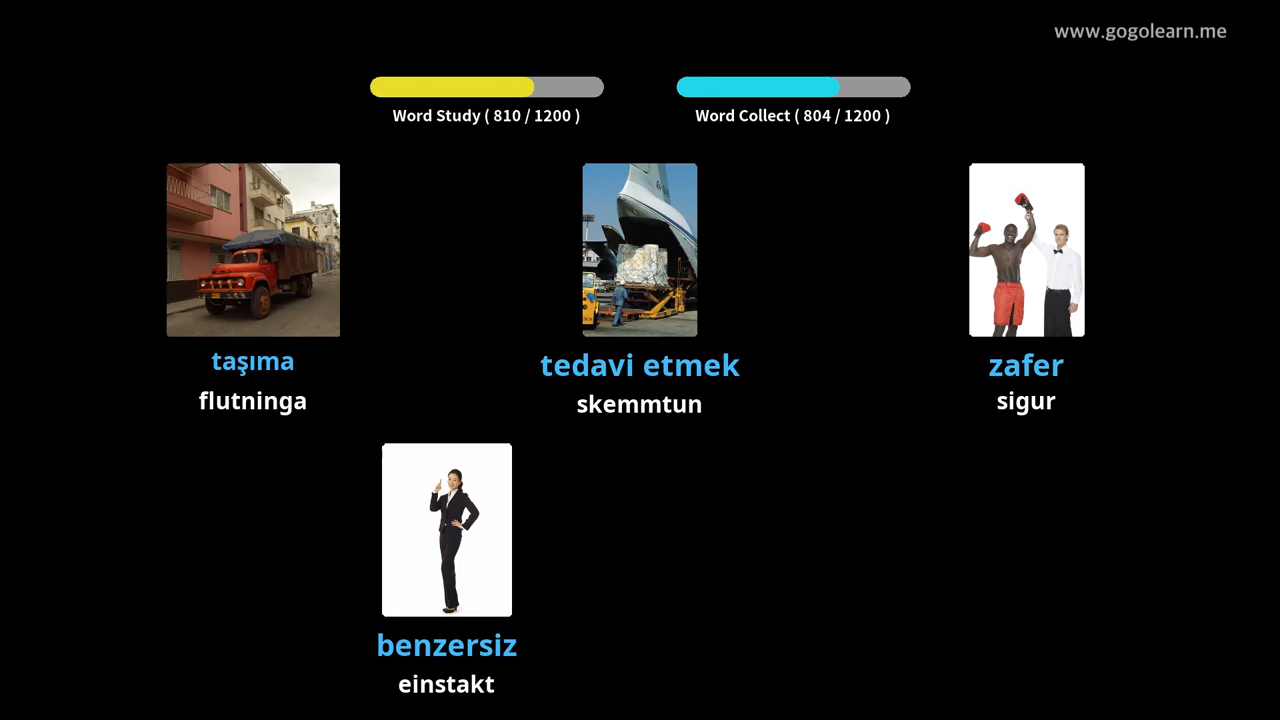 www.gogolearn.me
Word Study ( 810 / 1200 )
Word Collect ( 804 / 1200 )
taşıma
flutninga
tedavi etmek
skemmtun
zafer
sigur
benzersiz
einstakt